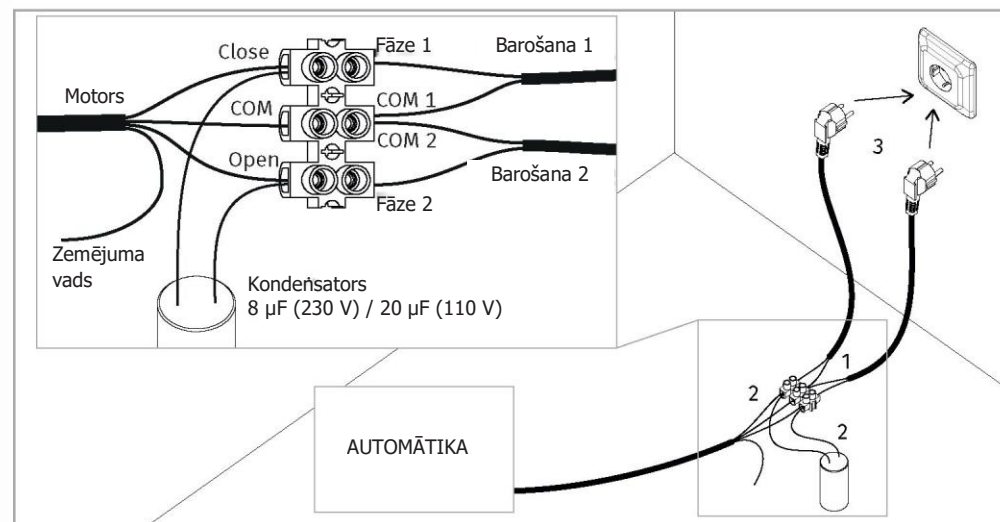 Close
Fāze 1
Barošana 1
Motors
COM
COM 1
COM 2
Open
Barošana 2
Fāze 2
Zemējuma
vads
Kondensators
8 µF (230 V) / 20 µF (110 V)
3
1
2
2
AUTOMĀTIKA